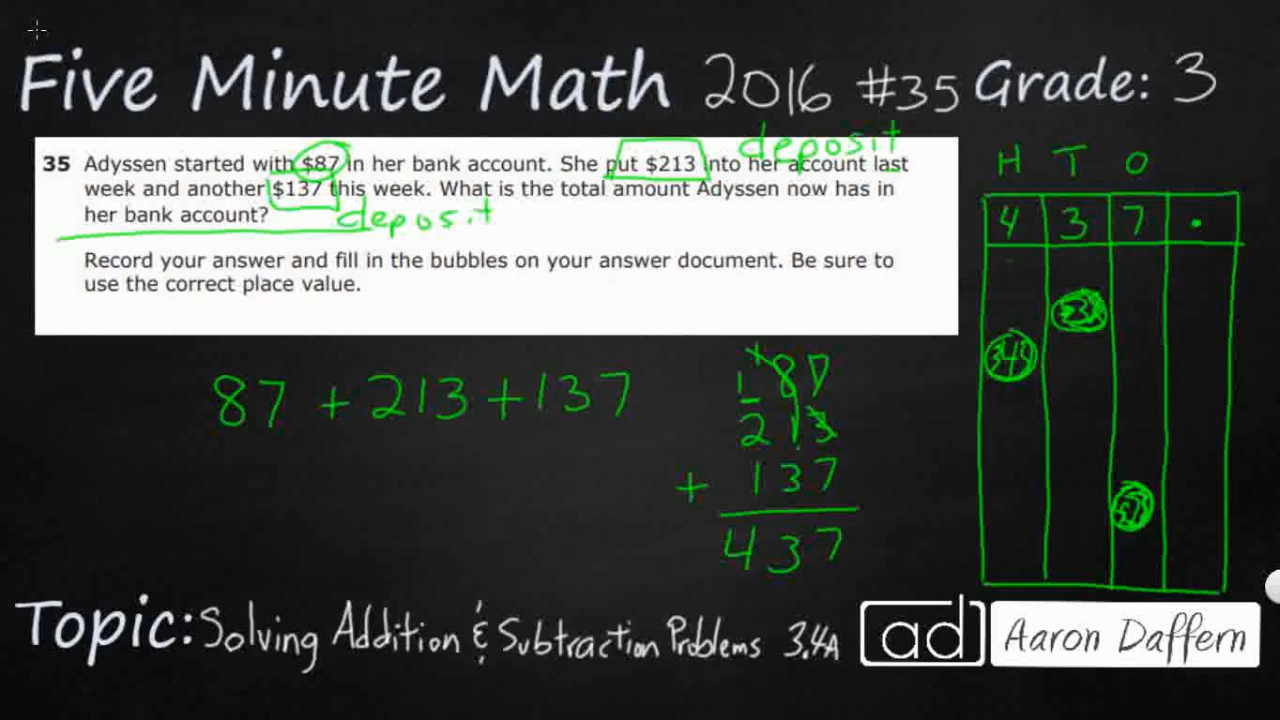 Five Minute Math 2016 #35 Grade: 3
deposit
35 Adyssen started with $87 in her bank account. She put $213 into her account last
week and another $137 this week. What is the total amount Adyssen now has in
her bank account?
deposit
Record your answer and fill in the bubbles on your answer document. Be sure to
use the correct place value.
H T O
4 3 7 .
87 + 213 + 137
1 87
213
+ 137
437
Topic: Solving Addition & Subtraction Problems 3.4A
ad Aaron Daffern